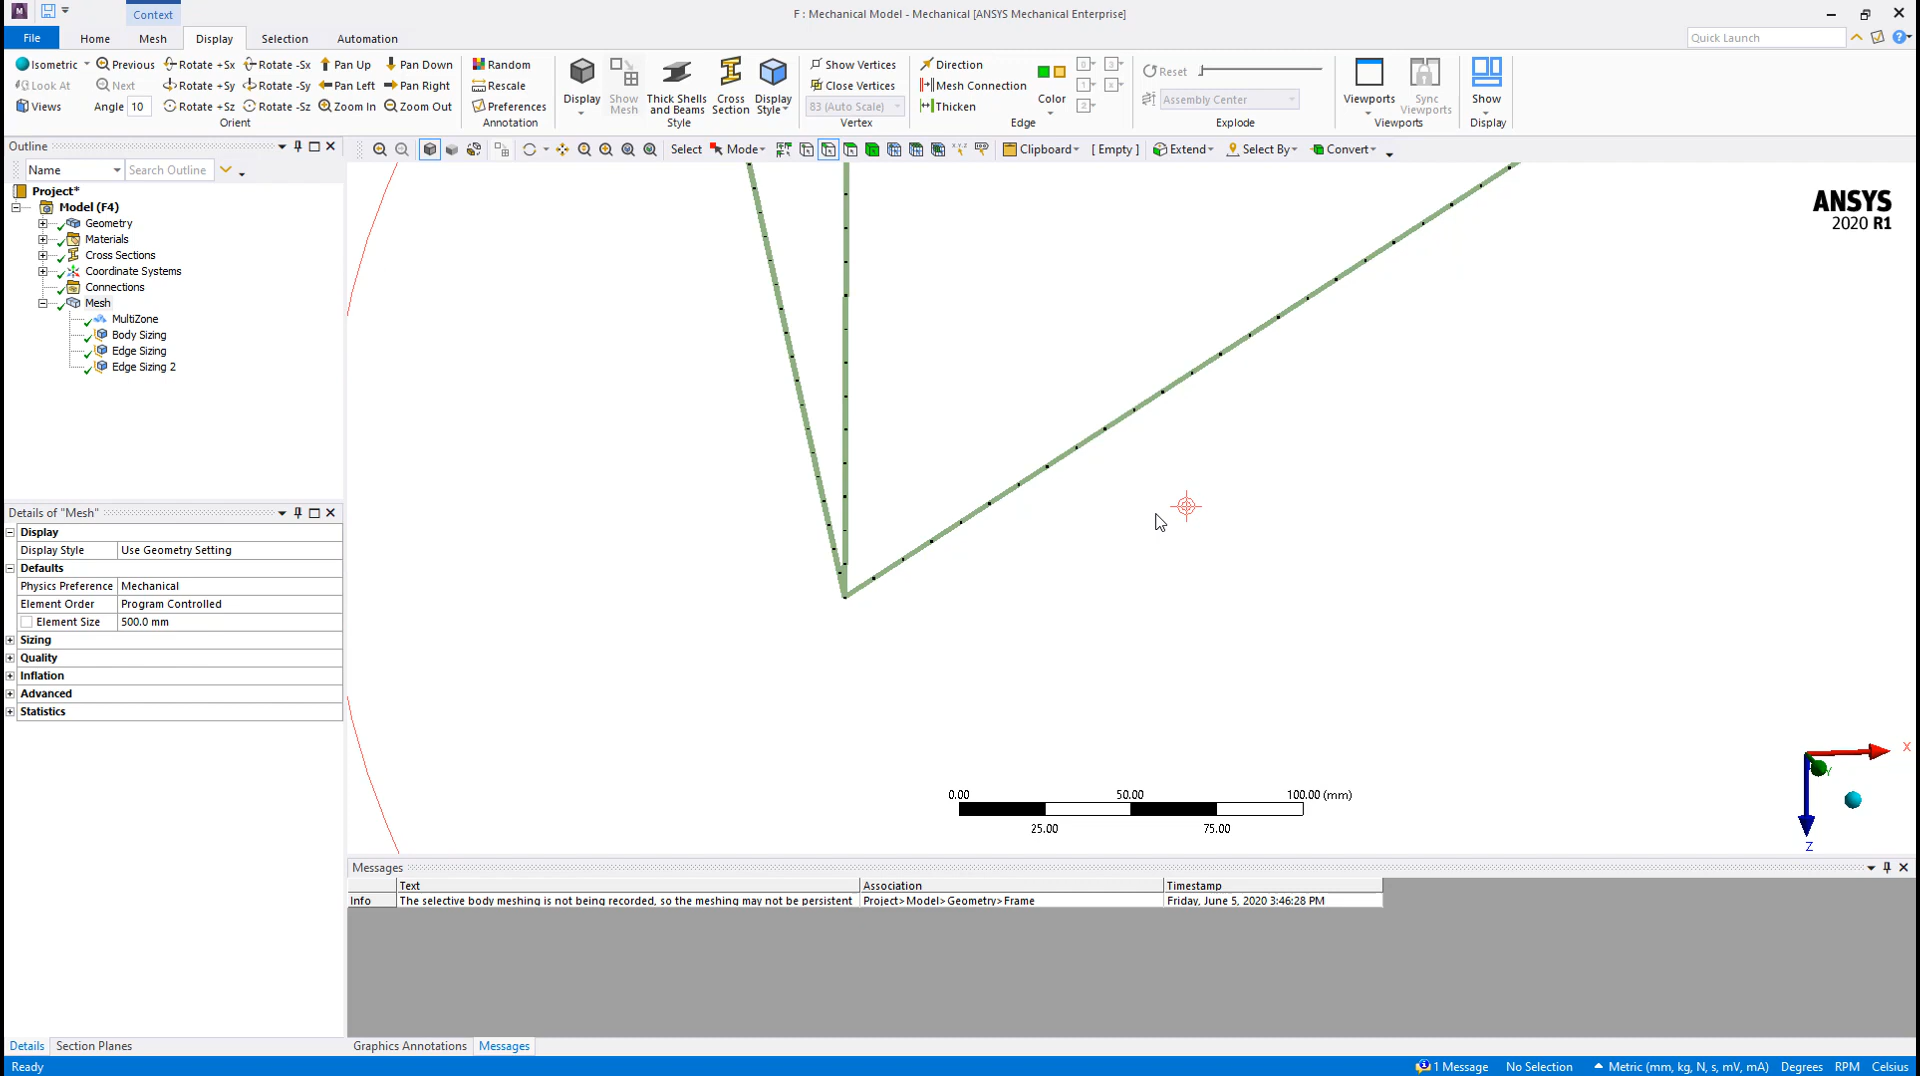 Context
F : Mechanical Model - Mechanical [ANSYS Mechanical Enterprise]
File
Home
Mesh
Display
Selection
Automation
Quick Launch
Isometric
Previous
Rotate +Sx
Rotate -Sx
Pan Up
Pan Down
Random
Look At
Next
Rotate +Sy
Rotate -Sy
Pan Left
Pan Right
Rescale
Views
Angle 10
Rotate +Sz
Rotate -Sz
Zoom In
Zoom Out
Preferences
Orient
Annotation
Display
Show
Mesh
Thick Shells
and Beams
Cross
Section
Display
Style
Style
Show Vertices
Close Vertices
83 (Auto Scale)
Vertex
Direction
Mesh Connection
Thicken
Color
Edge
Reset
Assembly Center
Explode
Viewports
Sync
Viewports
Viewports
Show
Display
Outline
Select
Mode
Clipboard
[ Empty ]
Extend
Select By
Convert
Name
Search Outline
Project*
Model (F4)
Geometry
Materials
Cross Sections
Coordinate Systems
Connections
Mesh
MultiZone
Body Sizing
Edge Sizing
Edge Sizing 2
ANSYS
2020 R1
Details of "Mesh"
Display
Display Style Use Geometry Setting
Defaults
Physics Preference Mechanical
Element Order Program Controlled
Element Size 500.0 mm
Sizing
Quality
Inflation
Advanced
Statistics
0.00 50.00 100.00 (mm)
25.00 75.00
X
Y
Z
Messages
Text Association Timestamp
Info The selective body meshing is not being recorded, so the meshing may not be persistent Project>Model>Geometry>Frame Friday, June 5, 2020 3:46:28 PM
Details
Section Planes
Graphics Annotations
Messages
Ready
1 Message
No Selection
Metric (mm, kg, N, s, mV, mA)
Degrees
RPM
Celsius